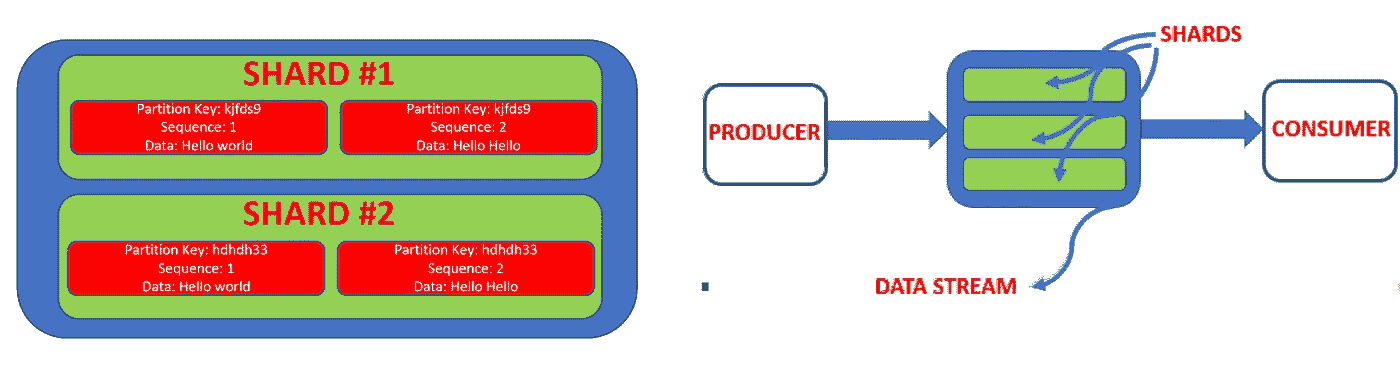 SHARD #1
Partition Key: kjfds9
Sequence: 1
Data: Hello world
Partition Key: kjfds9
Sequence: 2
Data: Hello Hello
SHARD #2
Partition Key: hdhdh33
Sequence: 1
Data: Hello world
Partition Key: hdhdh33
Sequence: 2
Data: Hello Hello
SHARDS
PRODUCER
CONSUMER
DATA STREAM